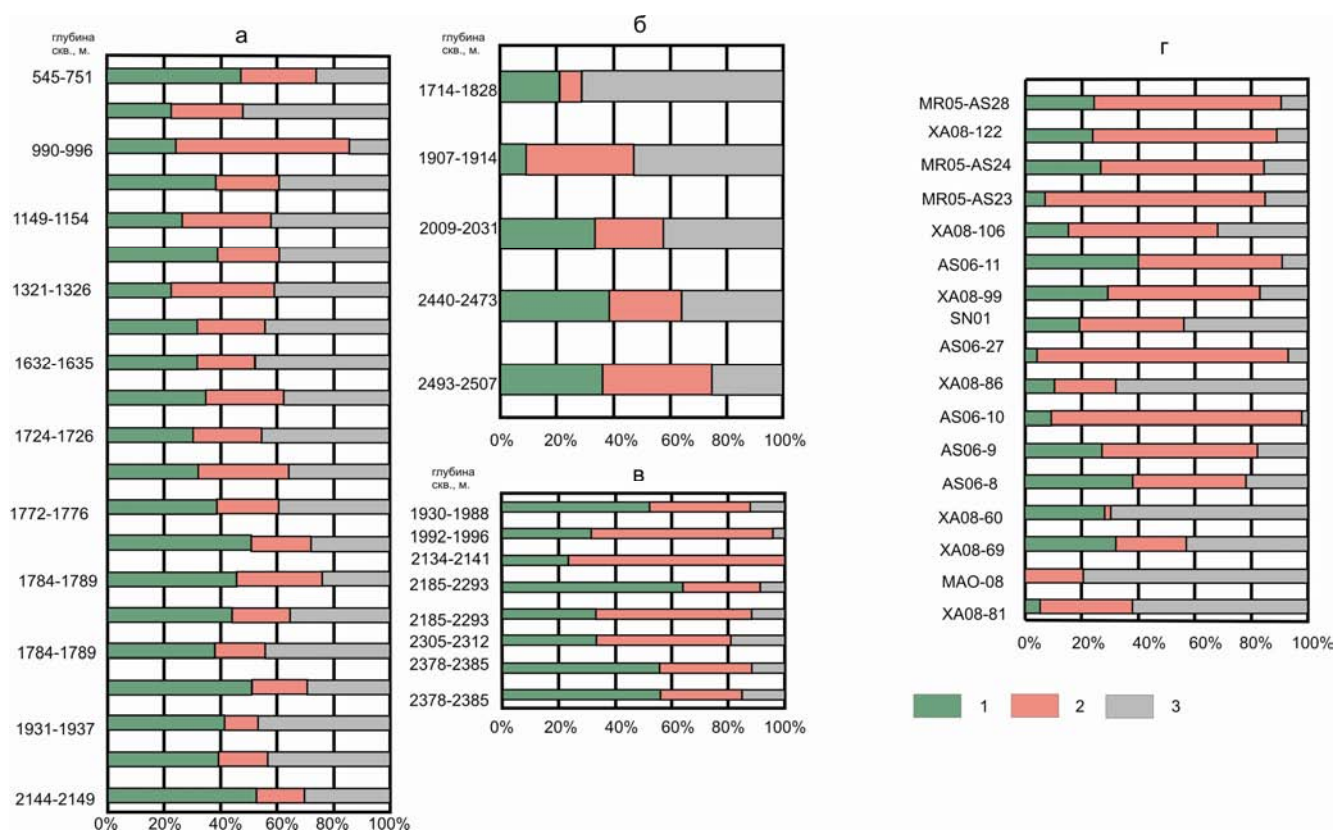 а
глубина
скв., м.
545-751
990-996
1149-1154
1321-1326
1632-1635
1724-1726
1772-1776
1784-1789
1784-1789
1931-1937
2144-2149
0% 20% 40% 60% 80% 100%
б
глубина
скв., м.
1714-1828
1907-1914
2009-2031
2440-2473
2493-2507
0% 20% 40% 60% 80% 100%
в
глубина
скв., м.
1930-1988
1992-1996
2134-2141
2185-2293
2185-2293
2305-2312
2378-2385
2378-2385
0% 20% 40% 60% 80% 100%
г
MR05-AS28
XA08-122
MR05-AS24
MR05-AS23
XA08-106
AS06-11
XA08-99
SN01
AS06-27
XA08-86
AS06-10
AS06-9
AS06-8
XA08-60
XA08-69
MAO-08
XA08-81
0% 20% 40% 60% 80% 100%
1 2 3